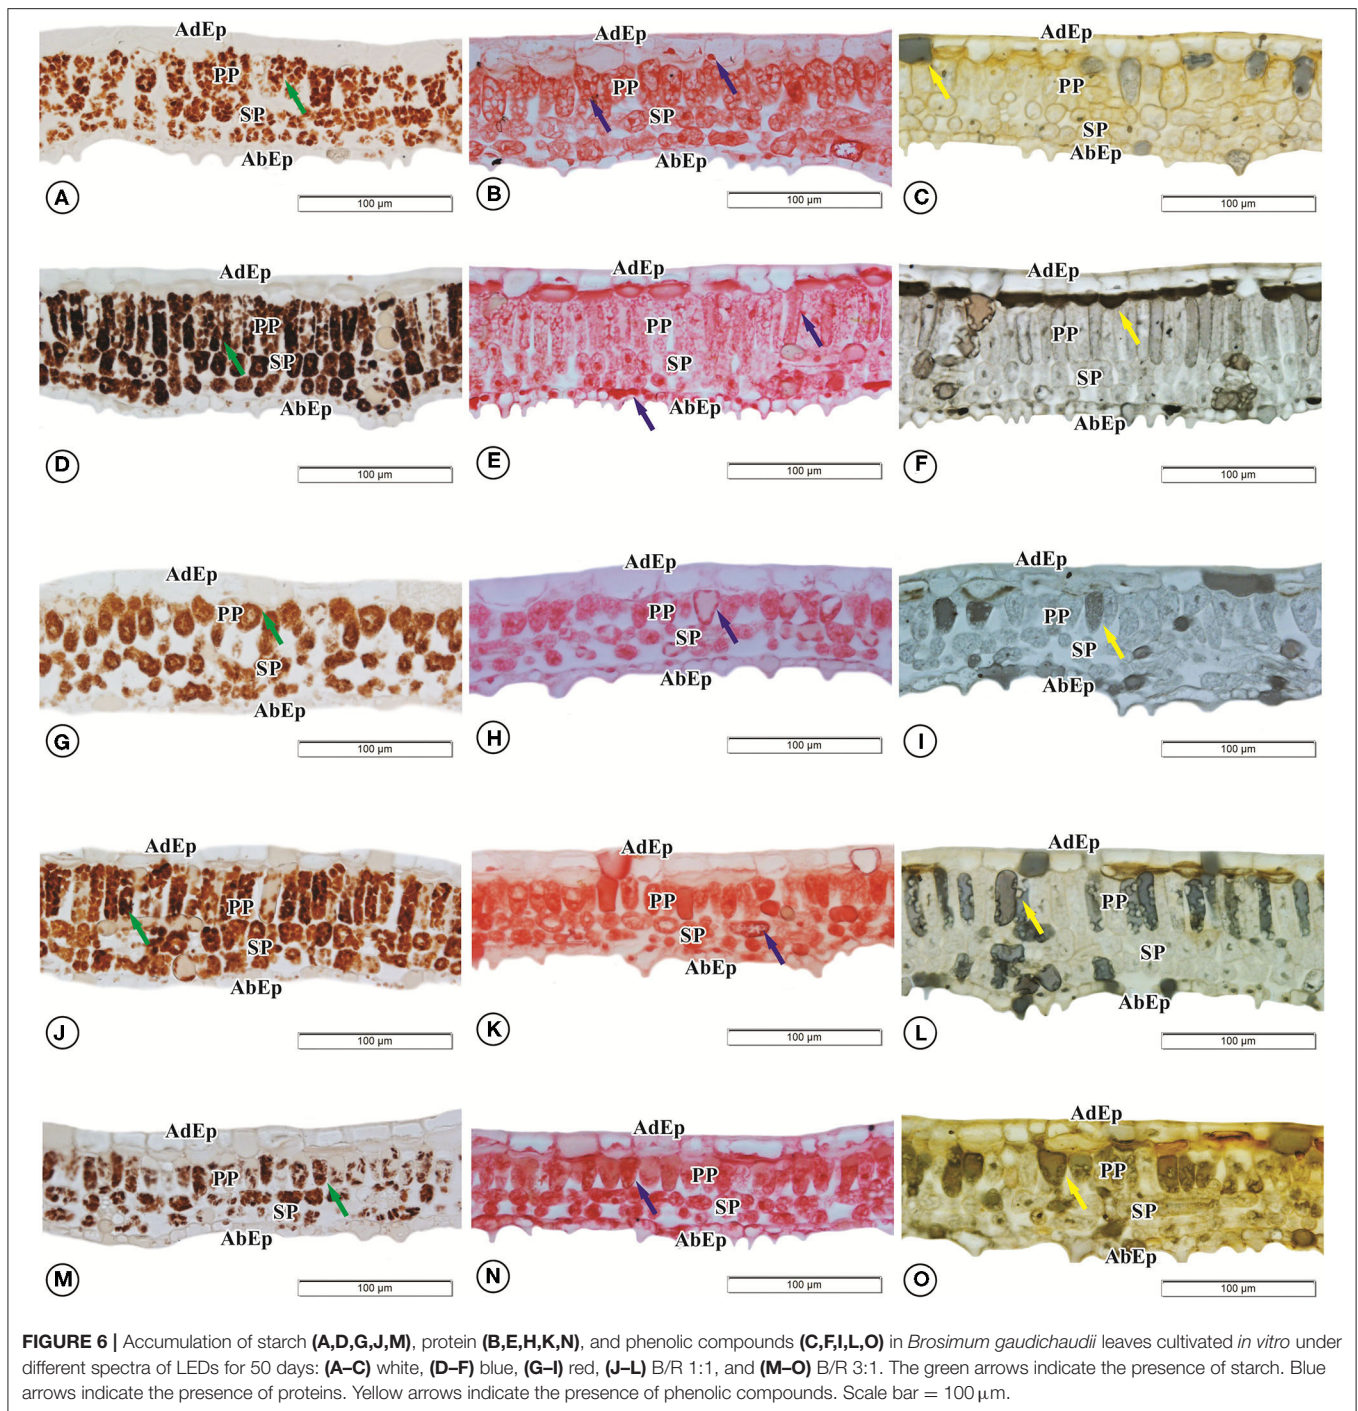 AdEp
PP
SP
AbEp
A
100 µm
AdEp
PP
SP
AbEp
B
100 µm
AdEp
PP
SP
AbEp
C
100 µm
AdEp
PP
SP
AbEp
D
100 µm
AdEp
PP
SP
AbEp
E
100 µm
AdEp
PP
SP
AbEp
F
100 µm
AdEp
PP
SP
AbEp
G
100 µm
AdEp
PP
SP
AbEp
H
100 µm
AdEp
PP
SP
AbEp
I
100 µm
AdEp
PP
SP
AbEp
J
100 µm
AdEp
PP
SP
AbEp
K
100 µm
AdEp
PP
SP
AbEp
L
100 µm
AdEp
PP
SP
AbEp
M
100 µm
AdEp
PP
SP
AbEp
N
100 µm
AdEp
PP
SP
AbEp
O
100 µm
FIGURE 6 | Accumulation of starch (A,D,G,J,M), protein (B,E,H,K,N), and phenolic compounds (C,F,I,L,O) in Brosimum gaudichaudii leaves cultivated in vitro under
different spectra of LEDs for 50 days: (A–C) white, (D–F) blue, (G–I) red, (J–L) B/R 1:1, and (M–O) B/R 3:1. The green arrows indicate the presence of starch. Blue
arrows indicate the presence of proteins. Yellow arrows indicate the presence of phenolic compounds. Scale bar = 100 µm.